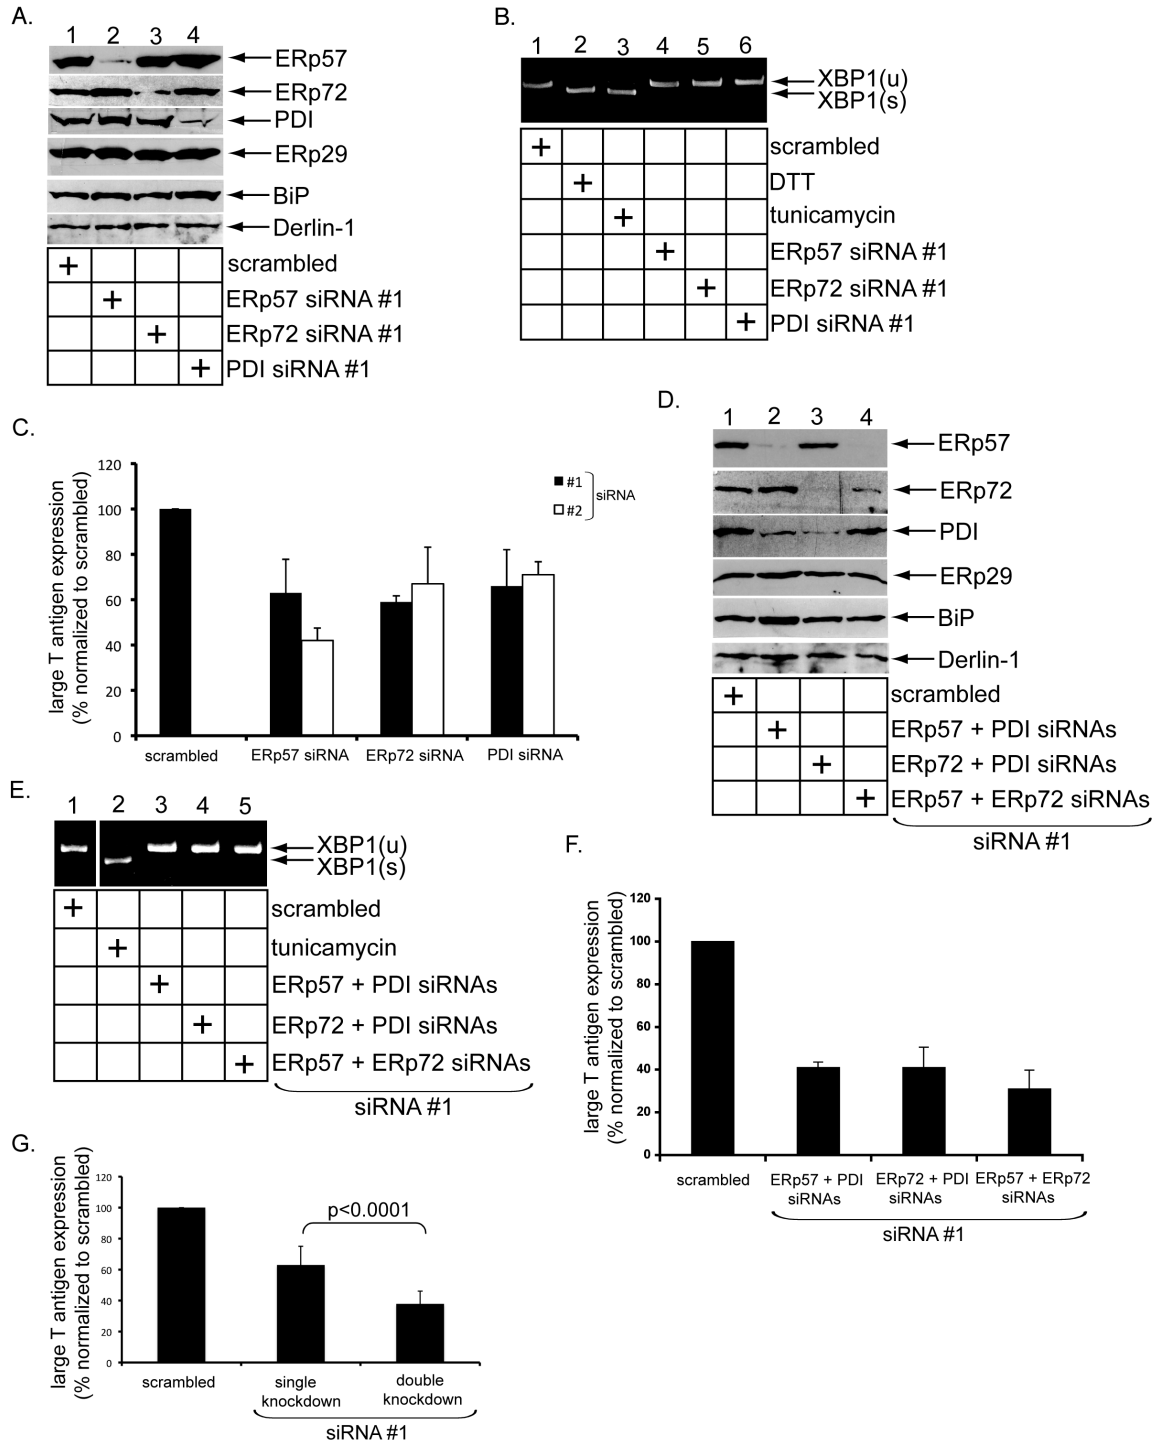 A.
1 2 3 4
ERp57
ERp72
PDI
ERp29
BiP
Derlin-1
+ scrambled
+ ERp57 siRNA #1
+ ERp72 siRNA #1
+ PDI siRNA #1
B.
1 2 3 4 5 6
XBP1(u)
XBP1(s)
+ scrambled
+ DTT
+ tunicamycin
+ ERp57 siRNA #1
+ ERp72 siRNA #1
+ PDI siRNA #1
C.
large T antigen expression
(% normalized to scrambled)
120
100
80
60
40
20
0
#1
#2
siRNA
scrambled ERp57 siRNA ERp72 siRNA PDI siRNA
D.
1 2 3 4
ERp57
ERp72
PDI
ERp29
BiP
Derlin-1
+ scrambled
+ ERp57 + PDI siRNAs
+ ERp72 + PDI siRNAs
+ ERp57 + ERp72 siRNAs
siRNA #1
E.
1 2 3 4 5
XBP1(u)
XBP1(s)
+ scrambled
+ tunicamycin
+ ERp57 + PDI siRNAs
+ ERp72 + PDI siRNAs
+ ERp57 + ERp72 siRNAs
siRNA #1
F.
large T antigen expression
(% normalized to scrambled)
120
100
80
60
40
20
0
scrambled
ERp57 + PDI
siRNAs
ERp72 + PDI
siRNAs
ERp57 + ERp72
siRNAs
siRNA #1
G.
large T antigen expression
(% normalized to scrambled)
120
100
80
60
40
20
0
p<0.0001
scrambled
single
knockdown
double
knockdown
siRNA #1